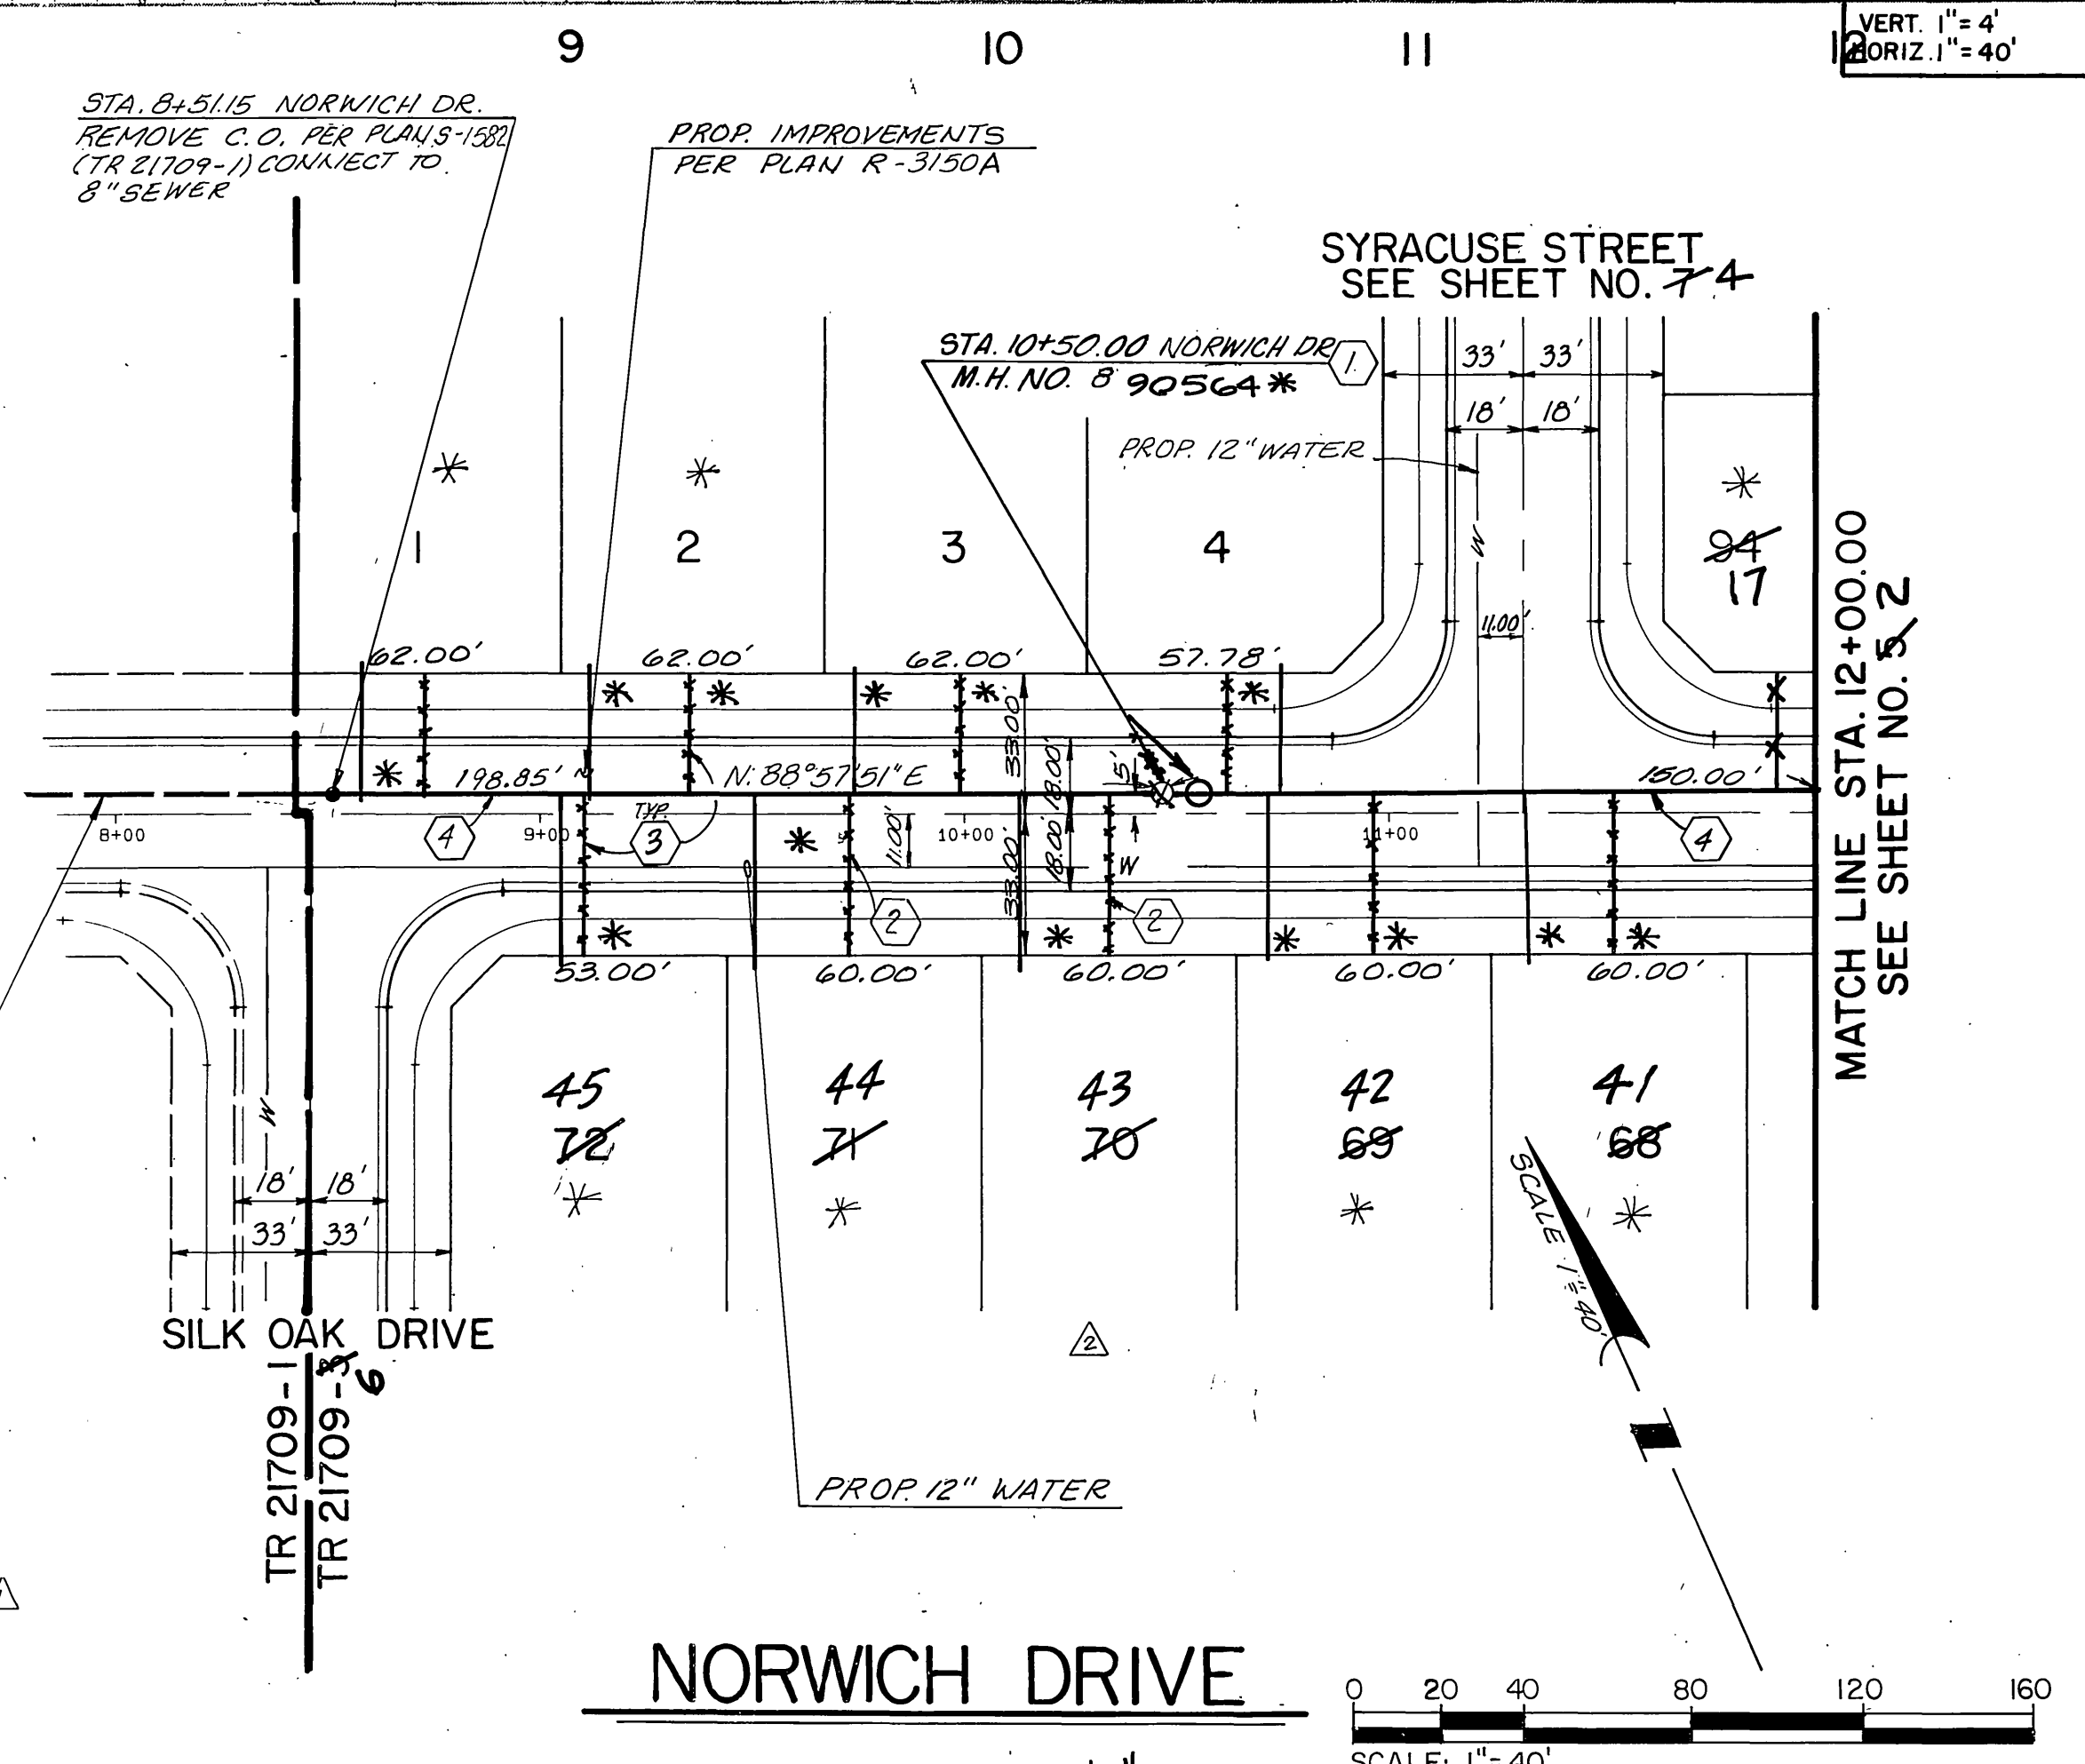 9 10 11 12
VERT. 1"= 4'
HORIZ. 1"= 40'
STA. 8+51.15 NORWICH DR.
REMOVE C.O. PER PLAN S-1582
(TR 21709-1) CONNECT TO
8" SEWER
PROP. IMPROVEMENTS
PER PLAN R-3150A
SYRACUSE STREET
SEE SHEET NO. 7 4
STA. 10+50.00 NORWICH DR.
1
M.H. NO. 8 90564 *
33' 33'
18' 18'
PROP. 12" WATER
W
11.00'
* * *
1 2 3 4
94
17
MATCH LINE STA. 12+00.00
SEE SHEET NO. 5 2
62.00' 62.00' 62.00' 57.78'
* * * * *
33.00'
18.00'
15'
* 198.85' N. 88°57'51" E 150.00'
8+00 4 9+00 TYP. 3 * 11.00' 10+00 11+00 4
33.00'
18.00'
W
2 2
* * * * * *
53.00' 60.00' 60.00' 60.00' 60.00'
45 44 43 42 41
72 71 70 69 68
* * * *
W
18' 18'
33' 33'
SCALE 1"=40'
SILK OAK DRIVE
2
TR 21709-1
TR 21709-3 6
PROP. 12" WATER
NORWICH DRIVE
0 20 40 80 120 160
SCALE: 1"=40'